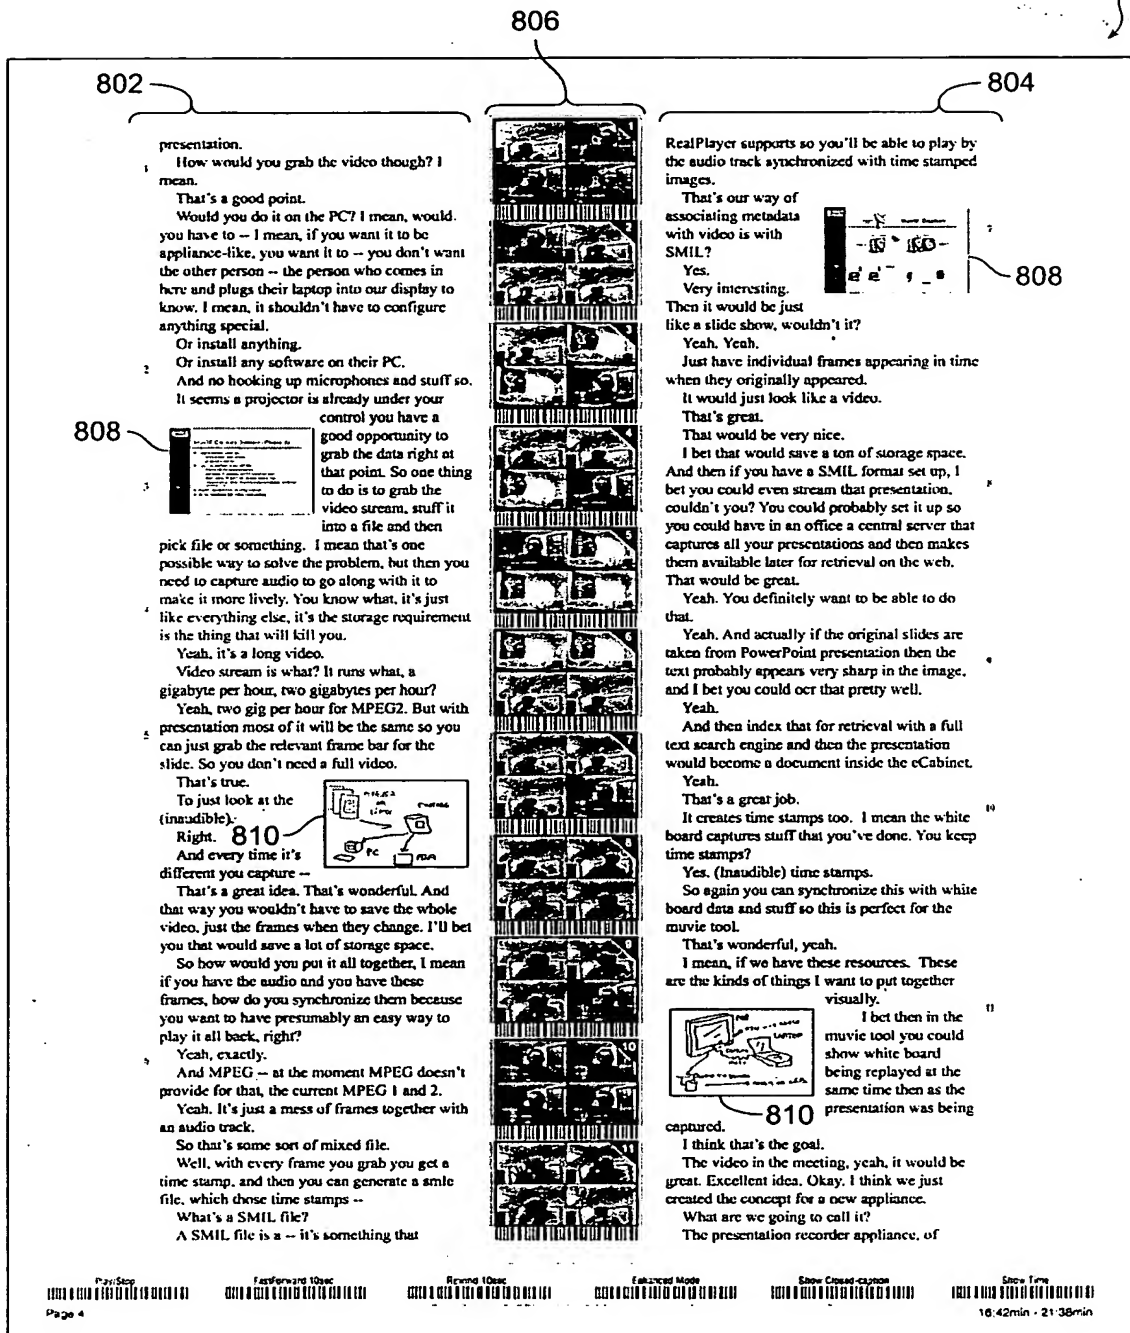 806
802
804
presentation.
1
How would you grab the video though? I
mean.
That's a good point.
Would you do it on the PC? I mean, would
you have to -- I mean, if you want it to be
appliance-like, you want it to -- you don't want
the other person -- the person who comes in
here and plugs their laptop into our display to
know. I mean, it shouldn't have to configure
anything special.
Or install anything.
2
Or install any software on their PC.
And no hooking up microphones and stuff so.
It seems a projector is already under your
control you have a
808
good opportunity to
grab the data right at
that point. So one thing
3
to do is to grab the
video stream, stuff it
into a file and then
pick file or something. I mean that's one
possible way to solve the problem, but then you
need to capture audio to go along with it to
4
make it more lively. You know what, it's just
like everything else, it's the storage requirement
is the thing that will kill you.
Yeah, it's a long video.
Video stream is what? It runs what, a
gigabyte per hour, two gigabytes per hour?
Yeah, two gig per hour for MPEG2. But with
5
presentation most of it will be the same so you
can just grab the relevant frame bar for the
slide. So you don't need a full video.
That's true.
To just look at the
(inaudible).
Right.
810
PC
PDA
And every time it's
different you capture --
That's a great idea. That's wonderful. And
that way you wouldn't have to save the whole
video, just the frames when they change. I'll bet
you that would save a lot of storage space.
So how would you put it all together, I mean
if you have the audio and you have these
frames, how do you synchronize them because
you want to have presumably an easy way to
play it all back, right?
Yeah, exactly.
And MPEG -- at the moment MPEG doesn't
provide for that, the current MPEG 1 and 2.
Yeah. It's just a mess of frames together with
an audio track.
So that's some sort of mixed file.
Well, with every frame you grab you get a
time stamp, and then you can generate a smle
file, which those time stamps --
What's a SMIL file?
A SMIL file is a -- it's something that
1
2
3
4
5
6
7
8
9
10
11
RealPlayer supports so you'll be able to play by
the audio track synchronized with time stamped
images.
That's our way of
associating metadata
with video is with
SMIL?
7
808
Yes.
Very interesting.
Then it would be just
like a slide show, wouldn't it?
Yeah, Yeah.
Just have individual frames appearing in time
when they originally appeared.
It would just look like a video.
That's great.
That would be very nice.
I bet that would save a ton of storage space.
And then if you have a SMIL format set up, I
8
bet you could even stream that presentation,
couldn't you? You could probably set it up so
you could have in an office a central server that
captures all your presentations and then makes
them available later for retrieval on the web.
That would be great.
Yeah. You definitely want to be able to do
that.
Yeah. And actually if the original slides are
taken from PowerPoint presentation then the
text probably appears very sharp in the image,
and I bet you could ocr that pretty well.
Yeah.
And then index that for retrieval with a full
text search engine and then the presentation
would become a document inside the eCabinet.
Yeah.
That's a great job.
10
It creates time stamps too. I mean the white
board captures stuff that you've done. You keep
time stamps?
Yes. (Inaudible) time stamps.
So again you can synchronize this with white
board data and stuff so this is perfect for the
muvie tool.
That's wonderful, yeah.
I mean, if we have these resources. These
are the kinds of things I want to put together
visually.
11
I bet then in the
muvie tool you could
show white board
being replayed at the
same time then as the
presentation was being
LAPTOP
810
captured.
I think that's the goal.
The video in the meeting, yeah, it would be
great. Excellent idea. Okay. I think we just
created the concept for a new appliance.
What are we going to call it?
The presentation recorder appliance, of
Play/Stop
FastForward 10sec
Rewind 10sec
Enhanced Mode
Show Closed-caption
Show Time
Page 4
16:42min - 21:38min